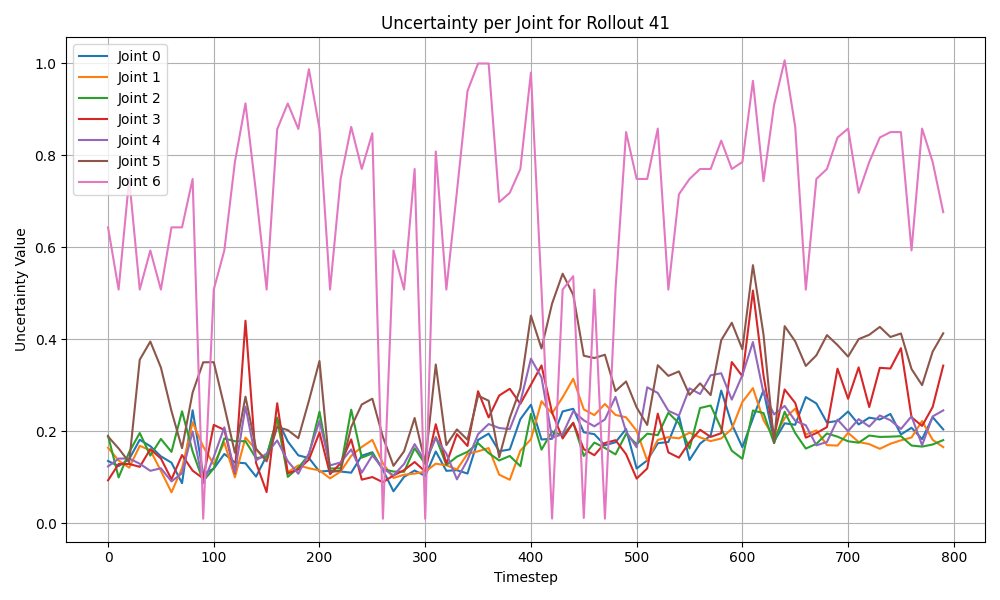 Uncertainty per Joint for Rollout 41
Uncertainty Value
1.0
0.8
0.6
0.4
0.2
0.0
Joint 0
Joint 1
Joint 2
Joint 3
Joint 4
Joint 5
Joint 6
0 100 200 300 400 500 600 700 800
Timestep